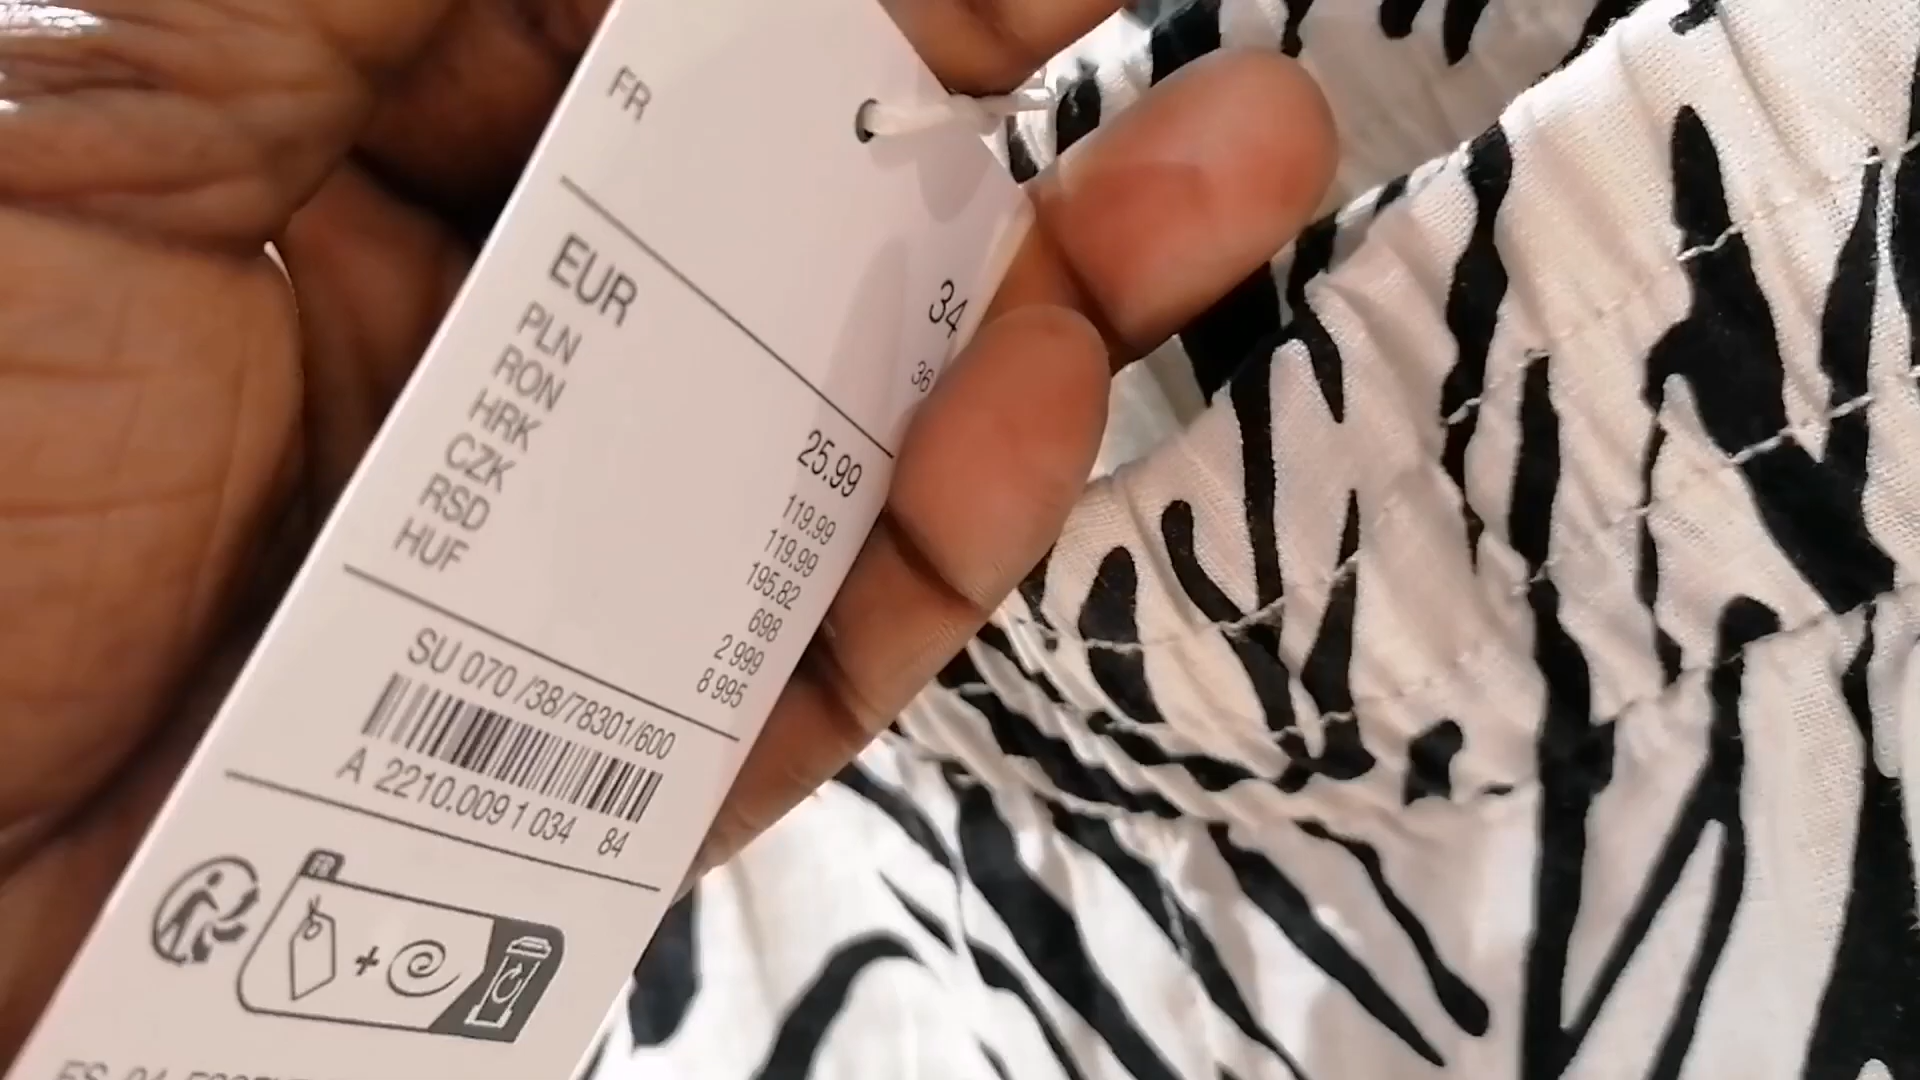 34
FR 36
EUR 25.99
PLN 119.99
RON 119.99
HRK 195.82
CZK 698
RSD 2 999
HUF 8 995
SU 070 /38/78301/600
A 2210.009 1 034 84
FR
+